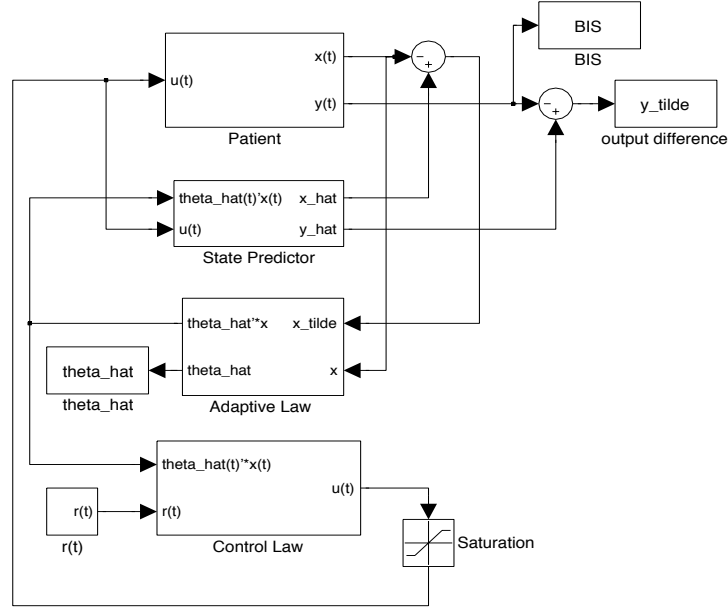 BIS
BIS
x(t)
u(t)
y(t)
Patient
-
+
-
+
y_tilde
output difference
theta_hat(t)'x(t) x_hat
u(t) y_hat
State Predictor
theta_hat'*x x_tilde
theta_hat x
Adaptive Law
theta_hat
theta_hat
theta_hat(t)'*x(t)
u(t)
r(t)
Control Law
r(t)
r(t)
Saturation